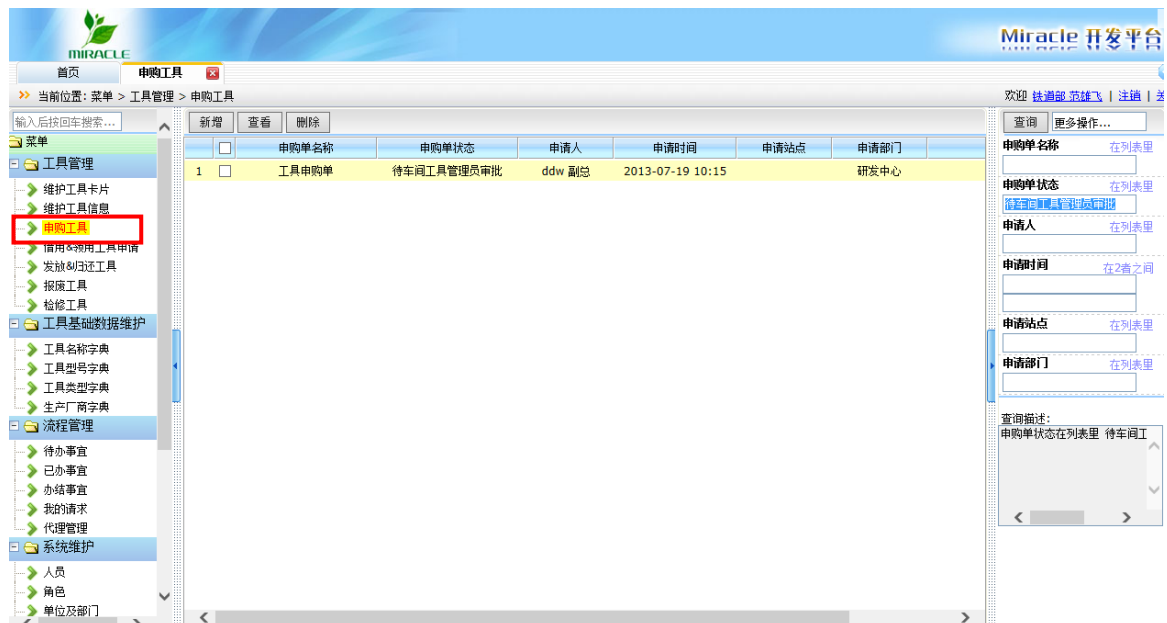 MIRACLE
Miracle 开发平台
首页
申购工具
当前位置: 菜单 > 工具管理 > 申购工具
欢迎 铁道部 范雄飞 | 注销 |
输入后按回车搜索...
菜单
工具管理
维护工具卡片
维护工具信息
申购工具
借用&领用工具申请
发放&归还工具
报废工具
检修工具
工具基础数据维护
工具名称字典
工具型号字典
工具类型字典
生产厂商字典
流程管理
待办事宜
已办事宜
办结事宜
我的请求
代理管理
系统维护
人员
角色
单位及部门
新增 查看 删除
申购单名称 申购单状态 申请人 申请时间 申请站点 申请部门
1 工具申购单 待车间工具管理员审批 ddw 副总 2013-07-19 10:15 研发中心
查询 更多操作...
申购单名称 在列表里
申购单状态 在列表里
待车间工具管理员审批
申请人 在列表里
申请时间 在2者之间
申请站点 在列表里
申请部门 在列表里
查询描述:
申购单状态在列表里 待车间工